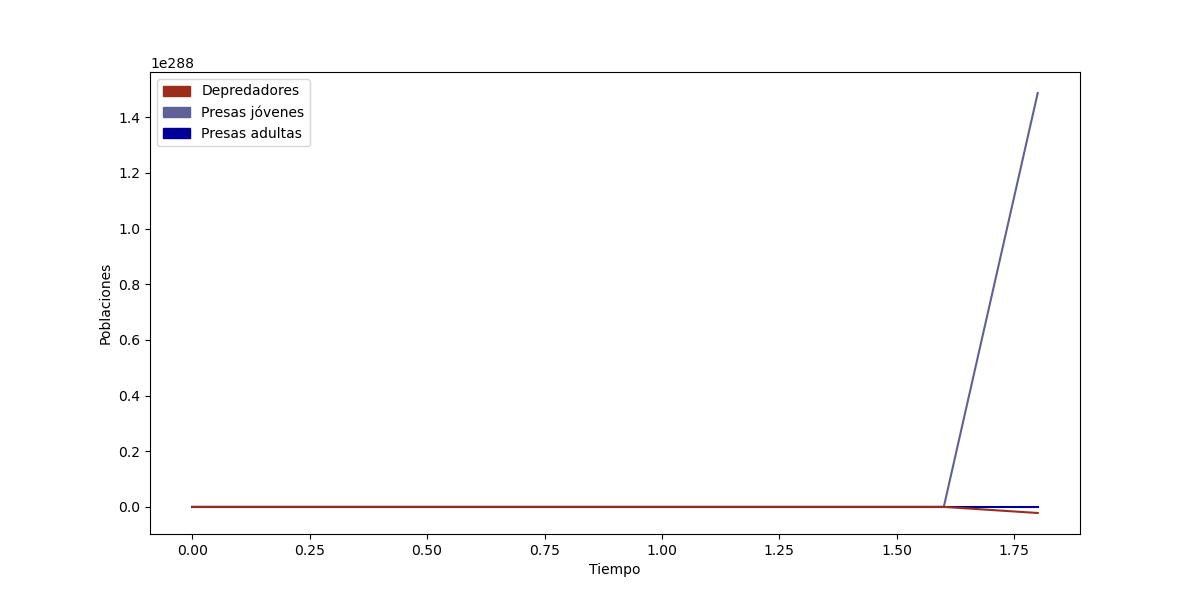 1e288
Depredadores
Presas jóvenes
Presas adultas
1.4
1.2
1.0
0.8
0.6
0.4
0.2
0.0
Poblaciones
0.00 0.25 0.50 0.75 1.00 1.25 1.50 1.75
Tiempo